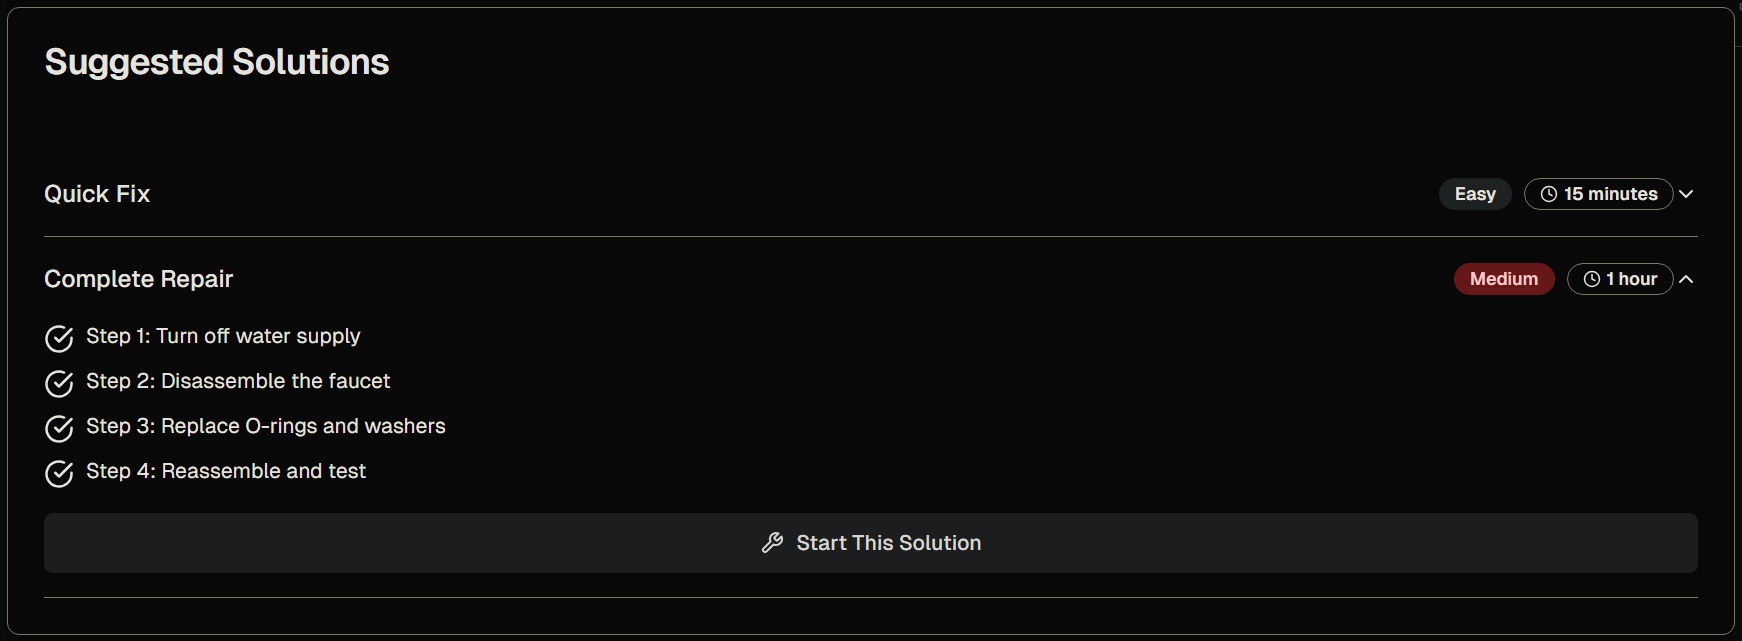 Suggested Solutions
Quick Fix
Easy
15 minutes
Complete Repair
Medium
1 hour
Step 1: Turn off water supply
Step 2: Disassemble the faucet
Step 3: Replace O-rings and washers
Step 4: Reassemble and test
Start This Solution